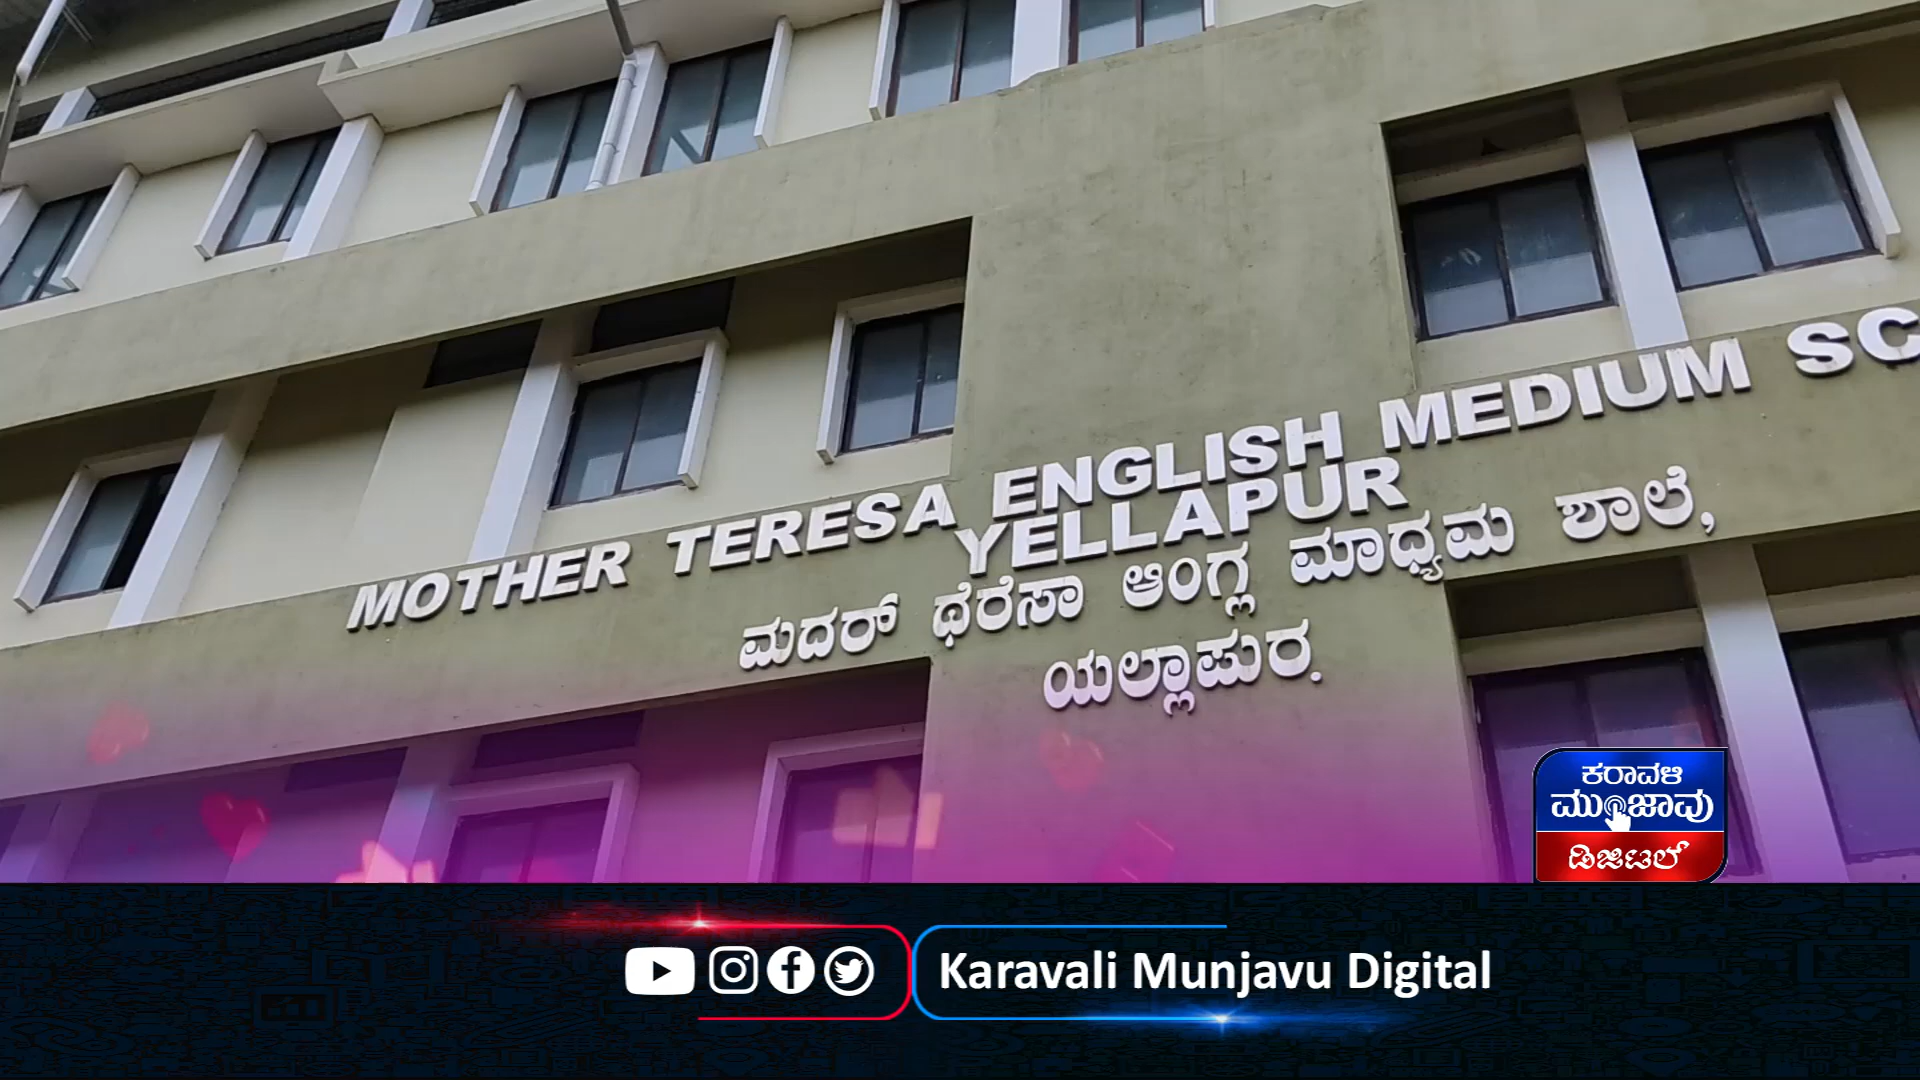 MOTHER TERESA ENGLISH MEDIUM SC
YELLAPUR
ಮದರ್ ಥೆರೆಸಾ ಆಂಗ್ಲ ಮಾಧ್ಯಮ ಶಾಲೆ,
ಯಲ್ಲಾಪುರ.
ಕರಾವಳಿ
ಮುಂಜಾವು
ಡಿಜಿಟಲ್
Karavali Munjavu Digital